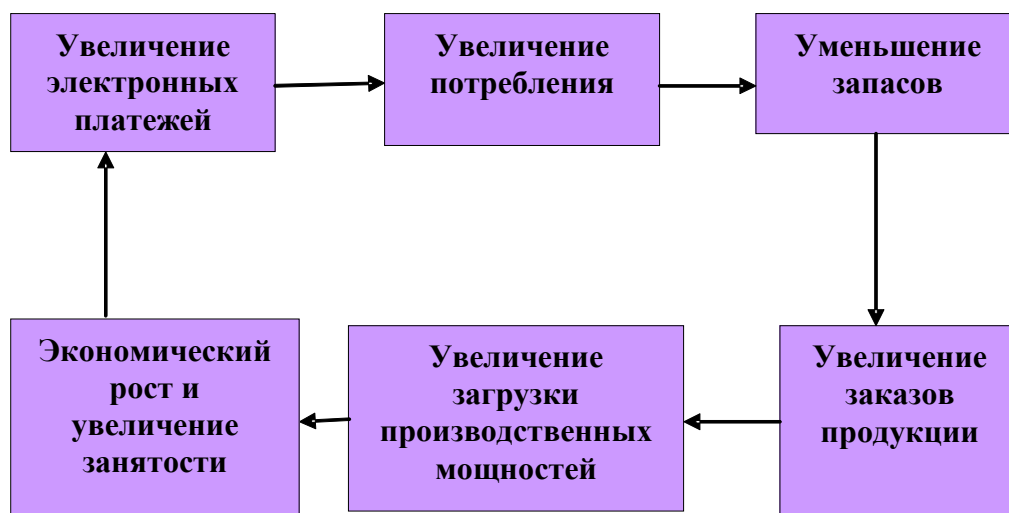 Увеличение
электронных
платежей
Увеличение
потребления
Уменьшение
запасов
Экономический
рост и
увеличение
занятости
Увеличение
загрузки
производственных
мощностей
Увеличение
заказов
продукции